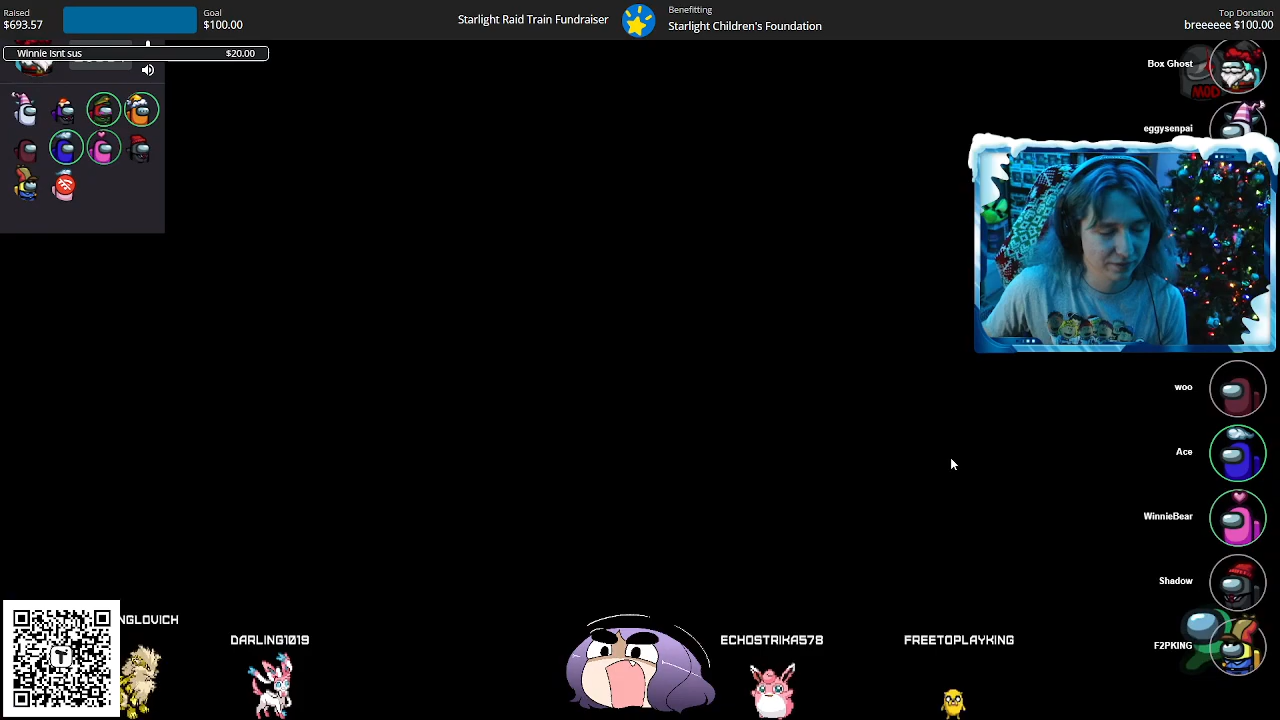 Raised
$693.57
Goal
$100.00
Starlight Raid Train Fundraiser
Benefitting
Starlight Children's Foundation
Top Donation
breeeeee $100.00
Winnie Isnt sus
$20.00
Box Ghost
MOD
eggysenpai
woo
Ace
WinnieBear
Shadow
F2PKING
NGLOVICH
DARLING1019
ECHOSTRIKA578
FREETOPLAYKING